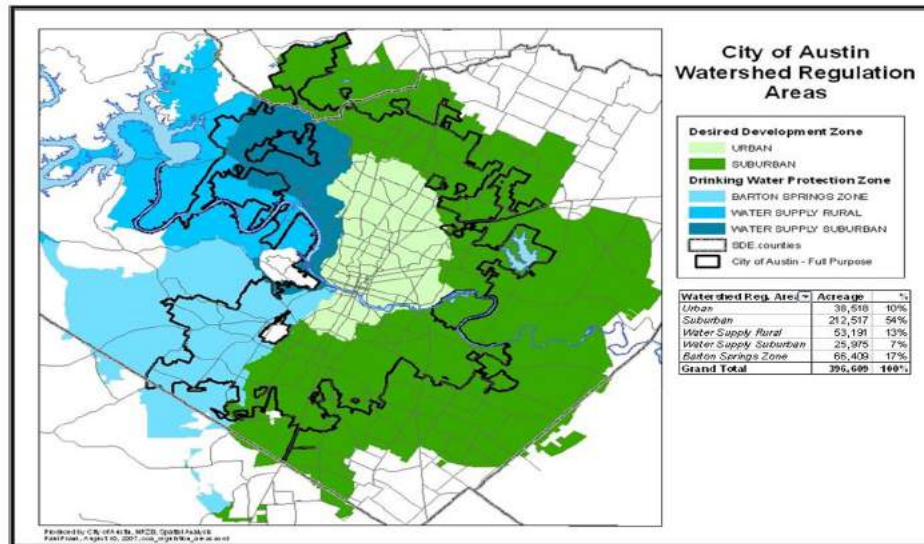 City of Austin
Watershed Regulation
Areas
Desired Development Zone
URBAN
SUBURBAN
Drinking Water Protection Zone
BARTON SPRINGS ZONE
WATER SUPPLY RURAL
WATER SUPPLY SUBURBAN
SDE.counties
City of Austin - Full Purpose
Watershed Reg. Area Acreage %
Urban 38,518 10%
Suburban 212,517 54%
Water Supply Rural 53,191 13%
Water Supply Suburban 25,975 7%
Barton Springs Zone 66,409 17%
Grand Total 396,609 100%
Produced by City of Austin, Spatial Analysis
August 10, 2007